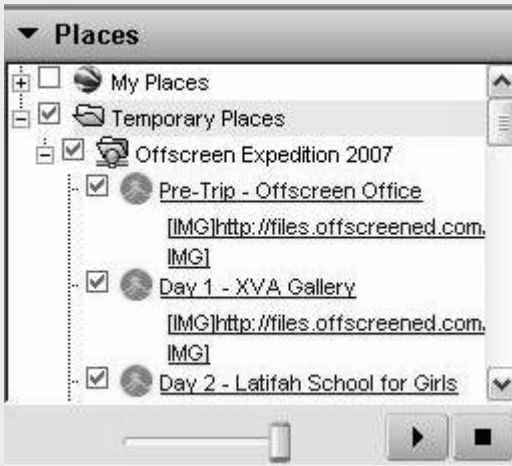 Places
My Places
Temporary Places
Offscreen Expedition 2007
Pre-Trip - Offscreen Office
[IMG]http://files.offscreened.com.
IMG]
Day 1 - XVA Gallery
[IMG]http://files.offscreened.com.
IMG]
Day 2 - Latifah School for Girls